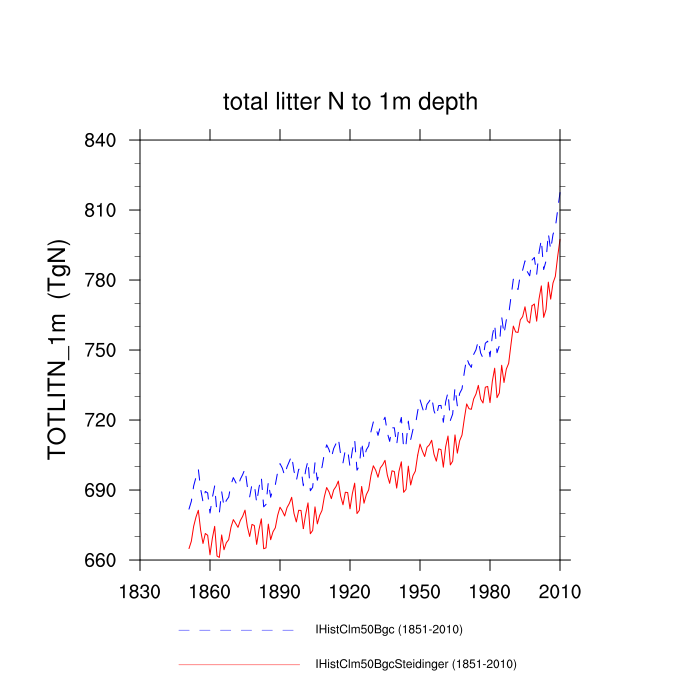 total litter N to 1m depth
TOTLITN_1m (TgN)
840
810
780
750
720
690
660
1830 1860 1890 1920 1950 1980 2010
IHistClm50Bgc (1851-2010)
IHistClm50BgcSteidinger (1851-2010)